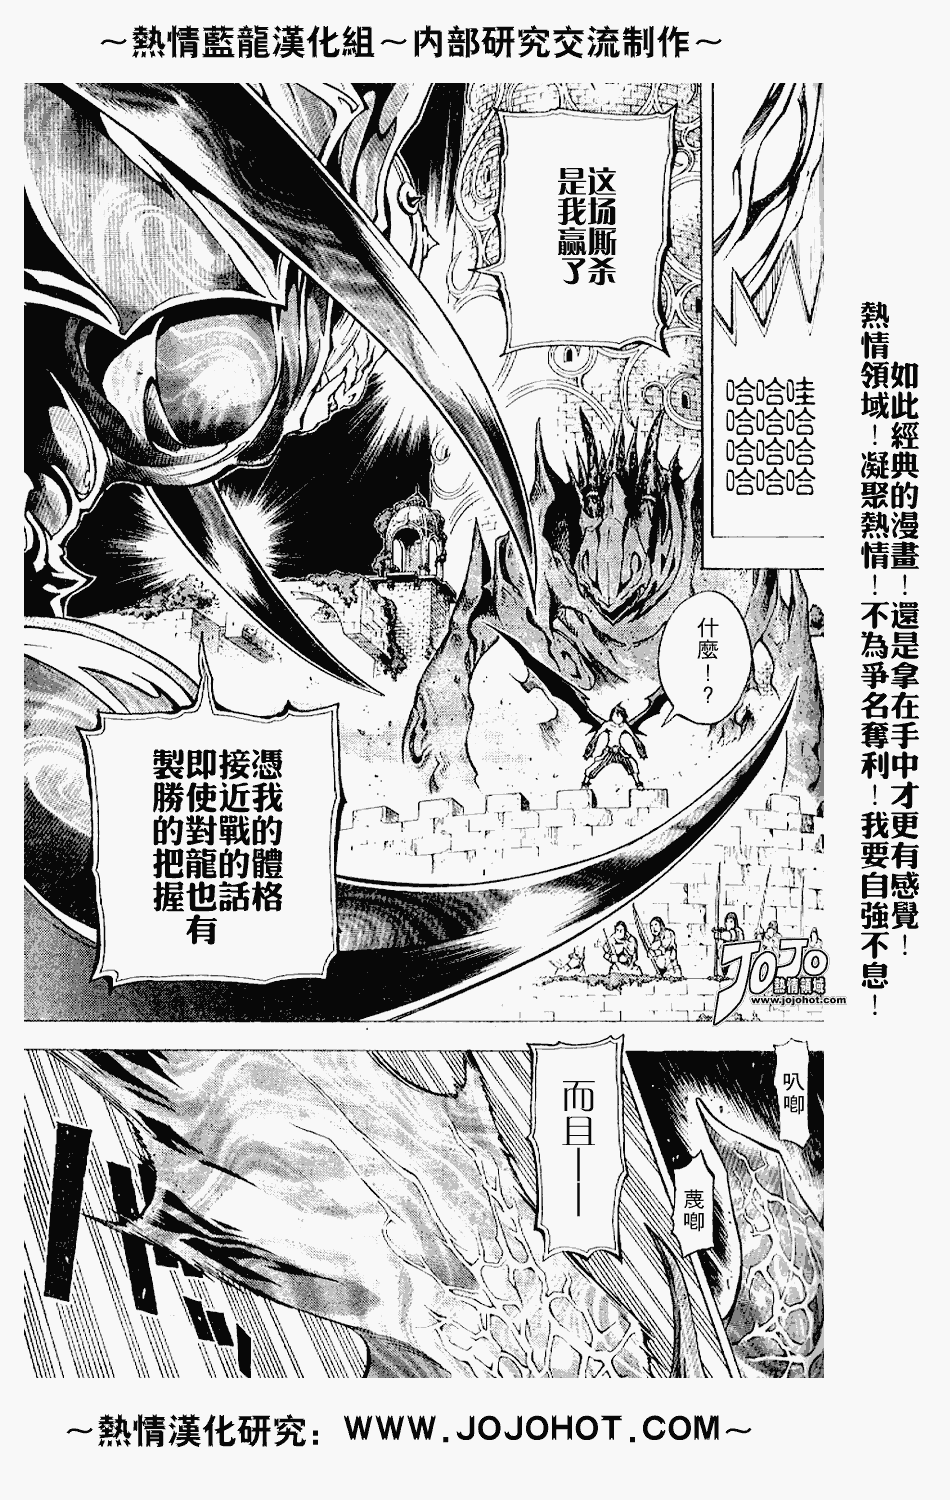 ～熱情藍龍漢化組～内部研究交流制作～
哇哈哈哈
哈哈哈哈
哈哈哈哈
这场厮杀
是我赢了
什麼！？
憑我的體格
接近戰的話
即使對龍也有
製勝的把握
如此經典的漫畫！還是拿在手中才更有感覺！
熱情領域！凝聚熱情！不為爭名奪利！我要自強不息！
JOJO
熱情領域
www.jojohot.com
叭唧
蔑唧
而且——
～熱情漢化研究：WWW.JOJOHOT.COM～